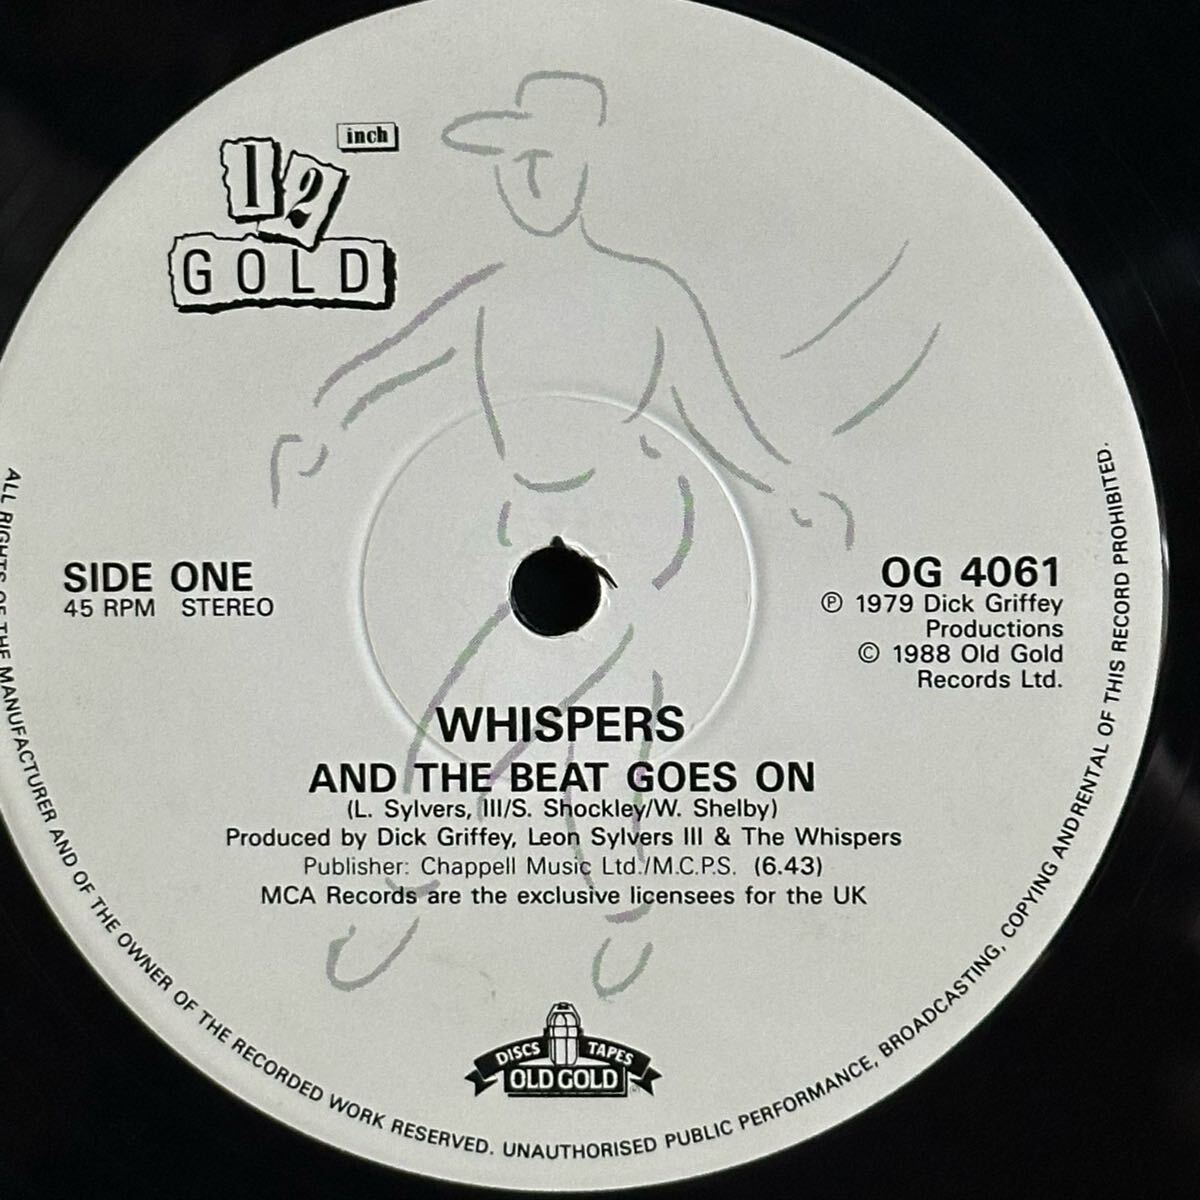 inch
12
GOLD
SIDE ONE
45 RPM STEREO
OG 4061
℗ 1979 Dick Griffey
Productions
© 1988 Old Gold
Records Ltd.
WHISPERS
AND THE BEAT GOES ON
(L. Sylvers, III/S. Shockley/W. Shelby)
Produced by Dick Griffey, Leon Sylvers III & The Whispers
Publisher: Chappell Music Ltd./M.C.P.S. (6.43)
MCA Records are the exclusive licensees for the UK
DISCS TAPES
OLD GOLD
ALL RIGHTS OF THE MANUFACTURER AND OF THE OWNER OF THE RECORDED WORK RESERVED. UNAUTHORISED PUBLIC PERFORMANCE, BROADCASTING, COPYING ANDRENTAL OF THIS RECORD PROHIBITED.